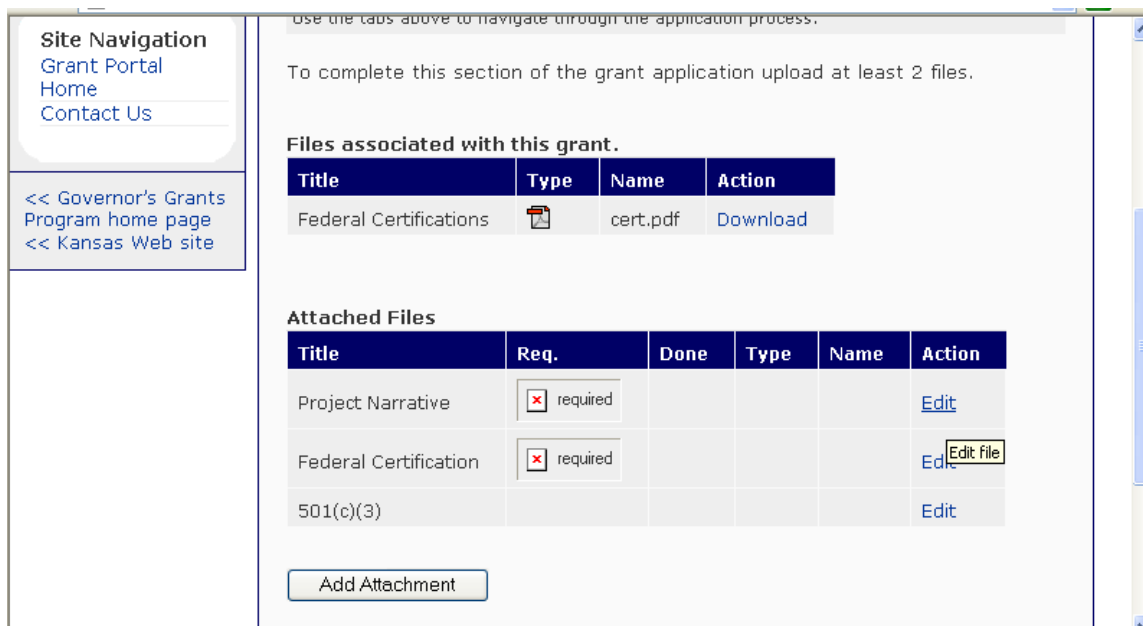 Use the tabs above to navigate through the application process.
Site Navigation
Grant Portal
Home
Contact Us
<< Governor's Grants
Program home page
<< Kansas Web site
To complete this section of the grant application upload at least 2 files.
Files associated with this grant.
Title Type Name Action
Federal Certifications cert.pdf Download
Attached Files
Title Req. Done Type Name Action
Project Narrative required Edit
Federal Certification required Edit
Edit file
501(c)(3) Edit
Add Attachment